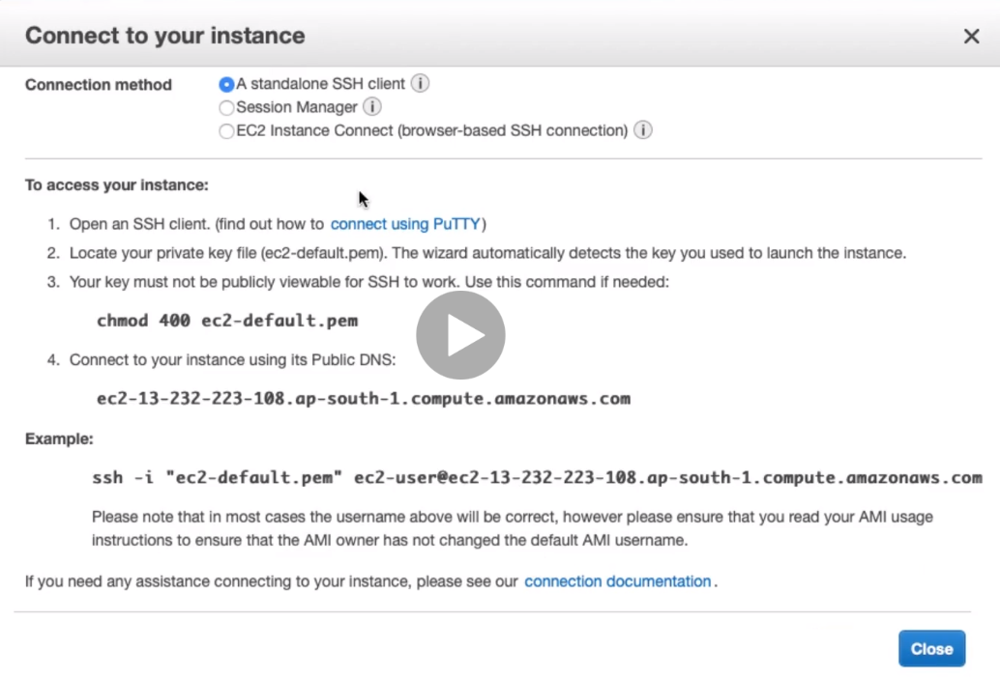 Connect to your instance
Connection method
A standalone SSH client
Session Manager
EC2 Instance Connect (browser-based SSH connection)
To access your instance:
1. Open an SSH client. (find out how to connect using PuTTY)
2. Locate your private key file (ec2-default.pem). The wizard automatically detects the key you used to launch the instance.
3. Your key must not be publicly viewable for SSH to work. Use this command if needed:
chmod 400 ec2-default.pem
4. Connect to your instance using its Public DNS:
ec2-13-232-223-108.ap-south-1.compute.amazonaws.com
Example:
ssh -i "ec2-default.pem" ec2-user@ec2-13-232-223-108.ap-south-1.compute.amazonaws.com
Please note that in most cases the username above will be correct, however please ensure that you read your AMI usage
instructions to ensure that the AMI owner has not changed the default AMI username.
If you need any assistance connecting to your instance, please see our connection documentation.
Close